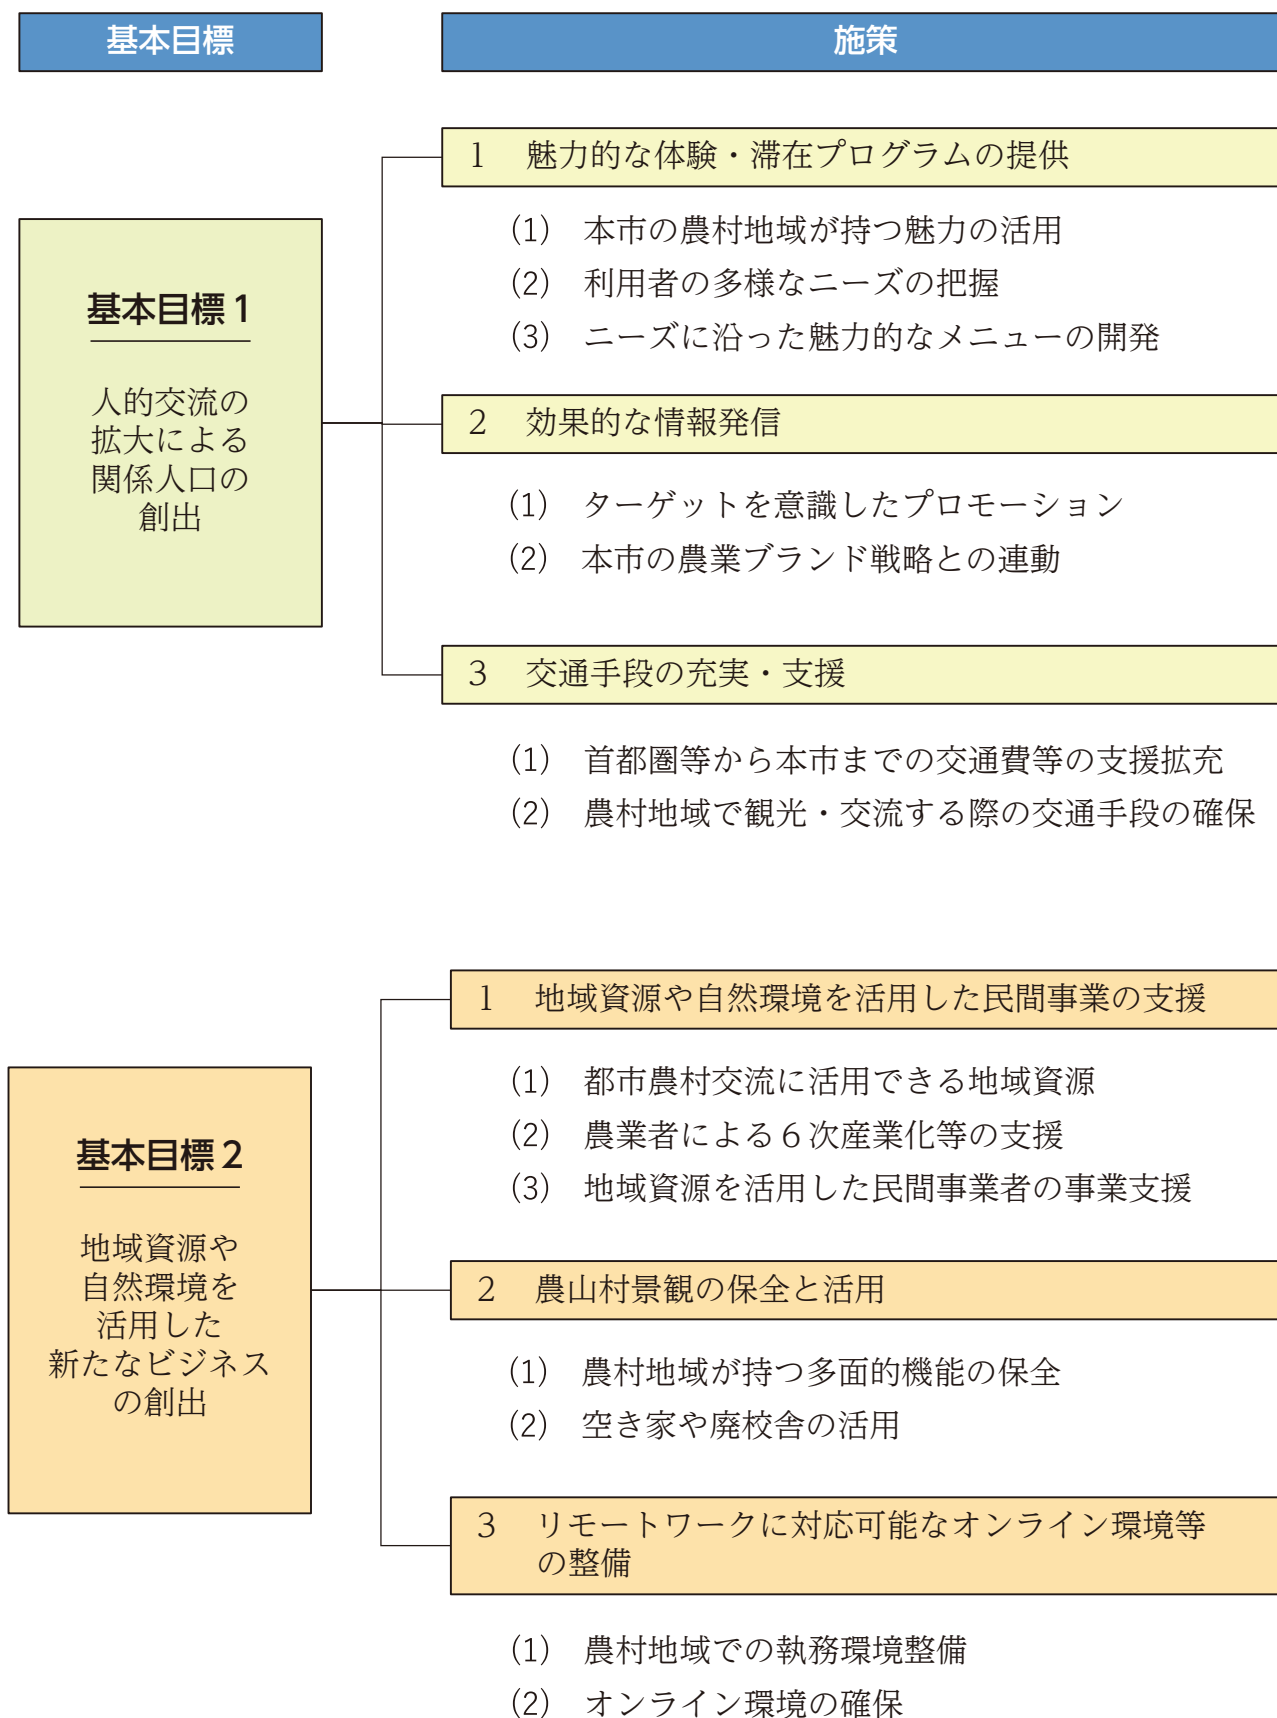 基本目標
施策
基本目標 1
人的交流の
拡大による
関係人口の
創出
1 魅力的な体験・滞在プログラムの提供
(1) 本市の農村地域が持つ魅力の活用
(2) 利用者の多様なニーズの把握
(3) ニーズに沿った魅力的なメニューの開発
2 効果的な情報発信
(1) ターゲットを意識したプロモーション
(2) 本市の農業ブランド戦略との連動
3 交通手段の充実・支援
(1) 首都圏等から本市までの交通費等の支援拡充
(2) 農村地域で観光・交流する際の交通手段の確保
基本目標 2
地域資源や
自然環境を
活用した
新たなビジネス
の創出
1 地域資源や自然環境を活用した民間事業の支援
(1) 都市農村交流に活用できる地域資源
(2) 農業者による６次産業化等の支援
(3) 地域資源を活用した民間事業者の事業支援
2 農山村景観の保全と活用
(1) 農村地域が持つ多面的機能の保全
(2) 空き家や廃校舎の活用
3 リモートワークに対応可能なオンライン環境等
の整備
(1) 農村地域での執務環境整備
(2) オンライン環境の確保